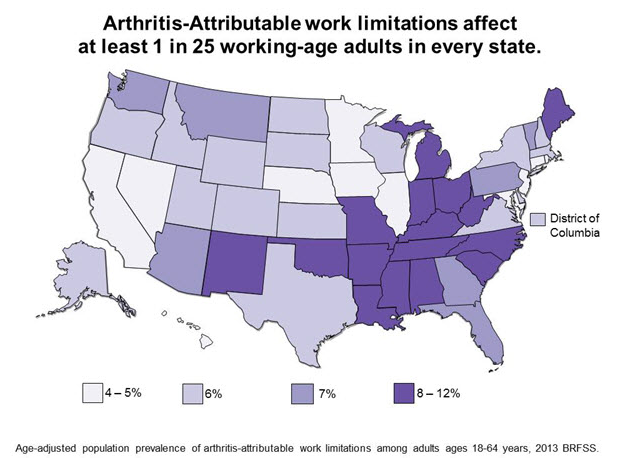 Arthritis-Attributable work limitations affect
at least 1 in 25 working-age adults in every state.
District of
Columbia
4 – 5%
6%
7%
8 – 12%
Age-adjusted population prevalence of arthritis-attributable work limitations among adults ages 18-64 years, 2013 BRFSS.